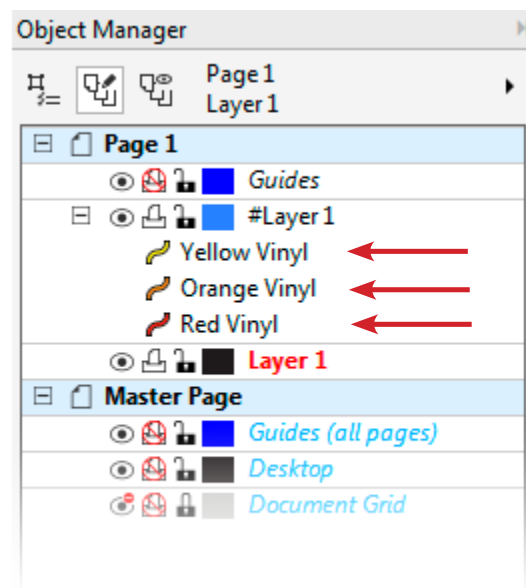 Object Manager
Page 1
Layer 1
Page 1
Guides
#Layer 1
Yellow Vinyl
Orange Vinyl
Red Vinyl
Layer 1
Master Page
Guides (all pages)
Desktop
Document Grid